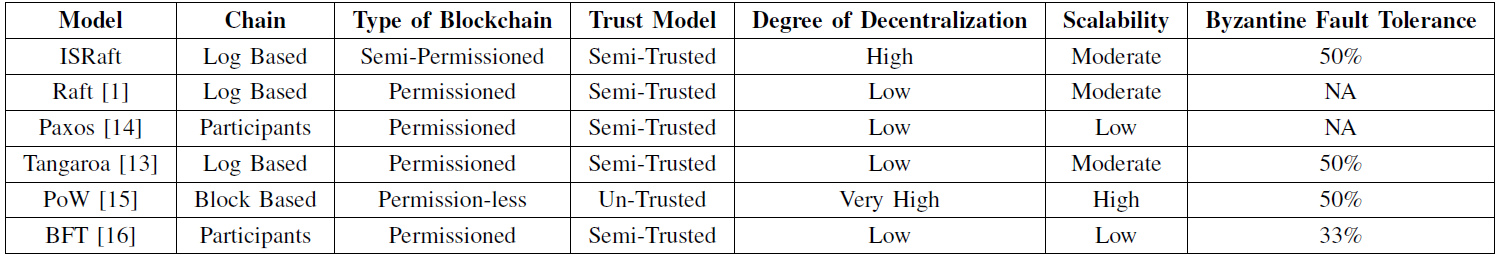 Model Chain Type of Blockchain Trust Model Degree of Decentralization Scalability Byzantine Fault Tolerance
ISRaft Log Based Semi-Permissioned Semi-Trusted High Moderate 50%
Raft [1] Log Based Permissioned Semi-Trusted Low Moderate NA
Paxos [14] Participants Permissioned Semi-Trusted Low Low NA
Tangaroa [13] Log Based Permissioned Semi-Trusted Low Moderate 50%
PoW [15] Block Based Permission-less Un-Trusted Very High High 50%
BFT [16] Participants Permissioned Semi-Trusted Low Low 33%